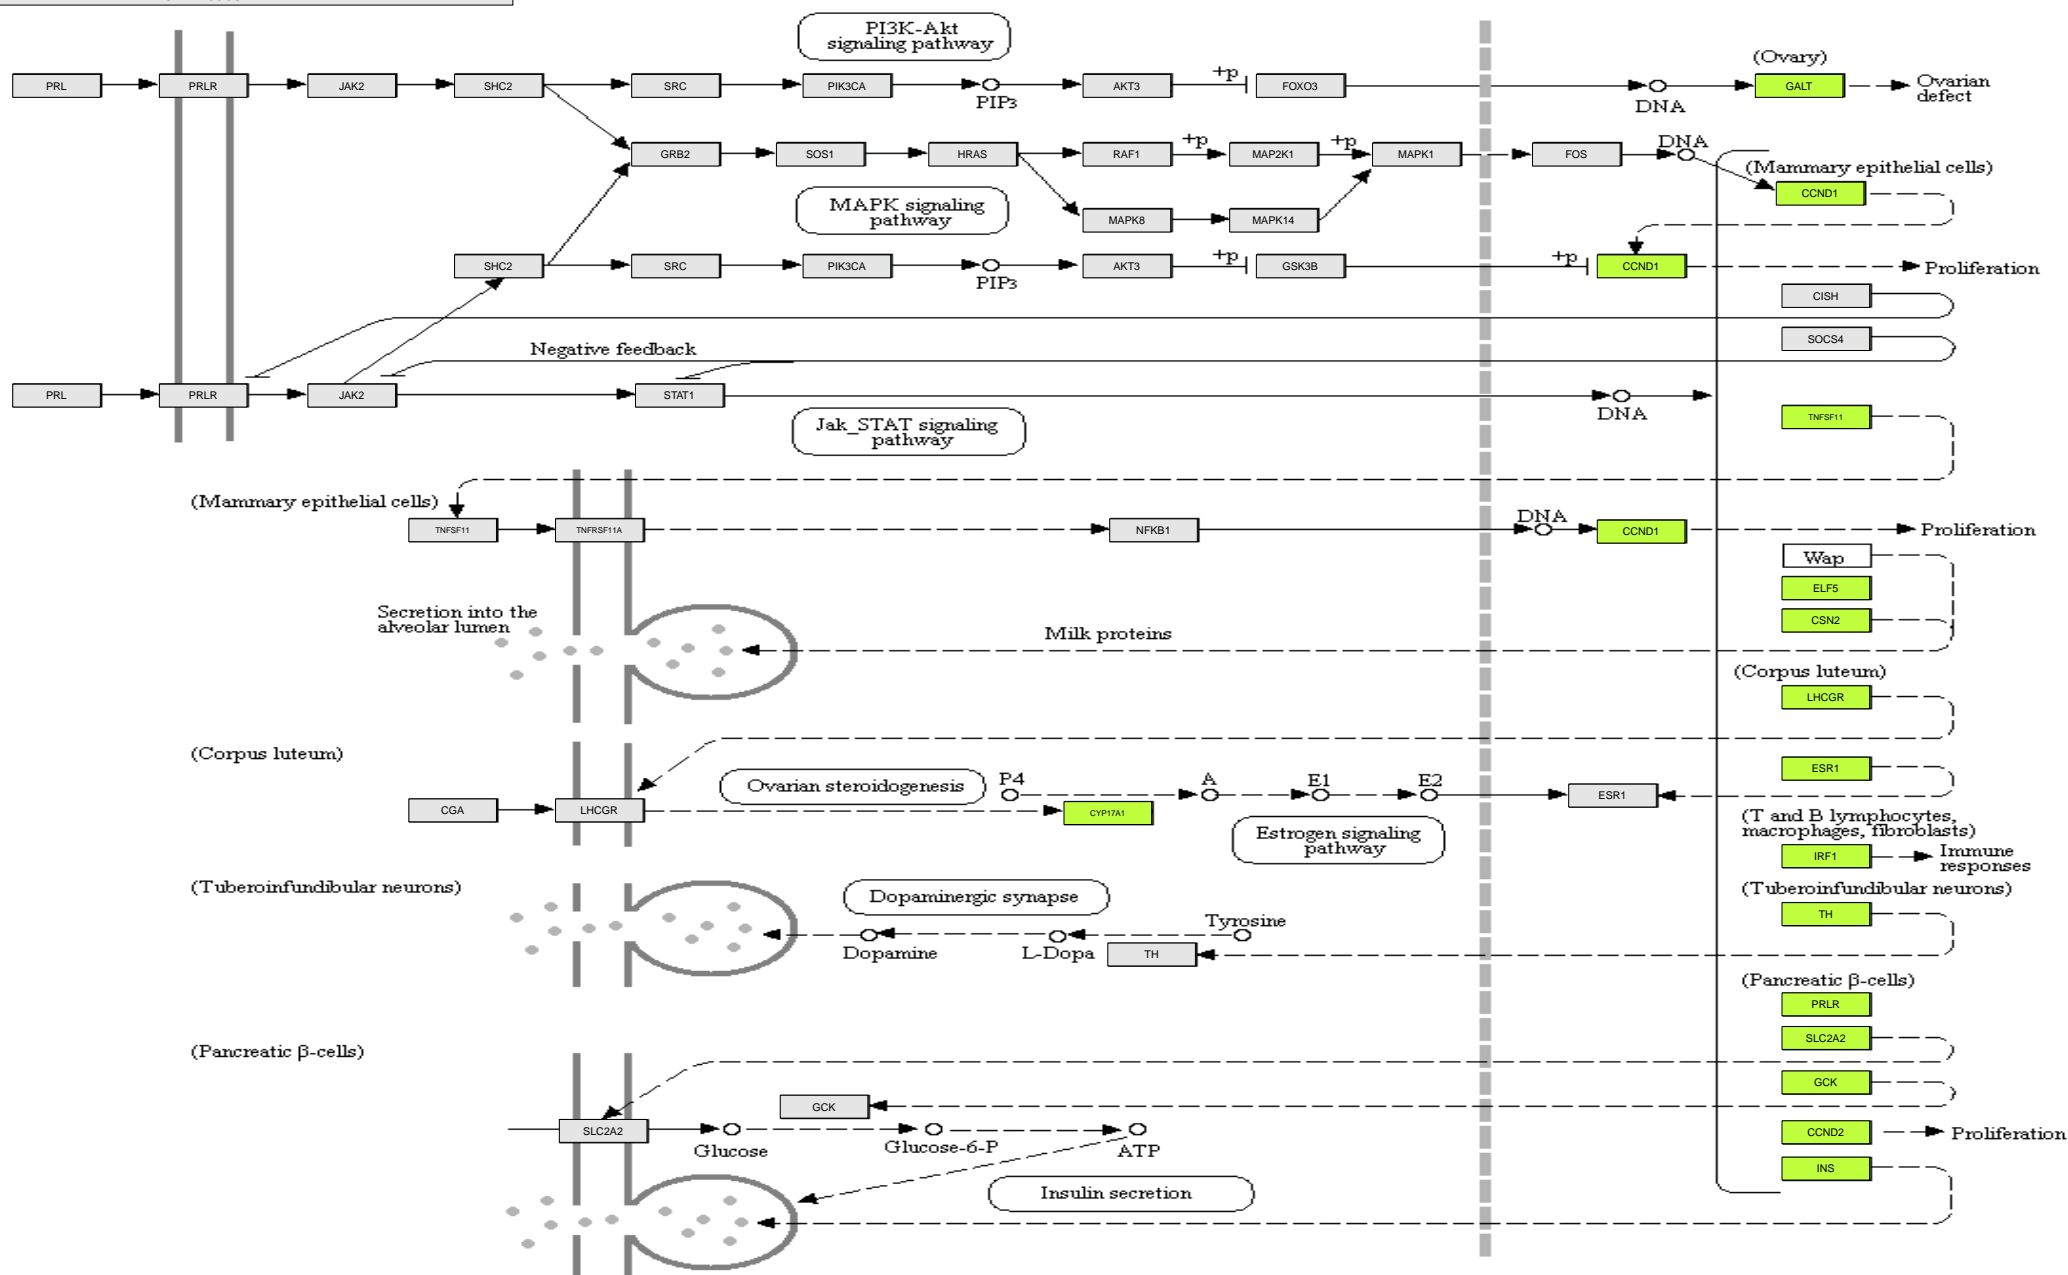 PI3K-Akt
signaling pathway
(Ovary)
PRL
PRLR
JAK2
SHC2
SRC
PIK3CA
PIP3
AKT3
+p
FOXO3
DNA
GALT
Ovarian
defect
GRB2
SOS1
HRAS
RAF1
+p
MAP2K1
+p
MAPK1
FOS
DNA
(Mammary epithelial cells)
CCND1
MAPK signaling
pathway
MAPK8
MAPK14
SHC2
SRC
PIK3CA
PIP3
AKT3
+p
GSK3B
+p
CCND1
Proliferation
CISH
SOCS4
Negative feedback
PRL
PRLR
JAK2
STAT1
DNA
TNFSF11
Jak_STAT signaling
pathway
(Mammary epithelial cells)
TNFSF11
TNFRSF11A
NFKB1
DNA
CCND1
Proliferation
Wap
ELF5
CSN2
Secretion into the
alveolar lumen
Milk proteins
(Corpus luteum)
LHCGR
(Corpus luteum)
ESR1
Ovarian steroidogenesis
P4
A
E1
E2
ESR1
CGA
LHCGR
CYP17A1
Estrogen signaling
pathway
(T and B lymphocytes,
macrophages, fibroblasts)
IRF1
Immune
responses
(Tuberoinfundibular neurons)
(Tuberoinfundibular neurons)
TH
Dopaminergic synapse
Tyrosine
Dopamine
L-Dopa
TH
(Pancreatic β-cells)
PRLR
SLC2A2
(Pancreatic β-cells)
GCK
GCK
SLC2A2
Glucose
Glucose-6-P
ATP
CCND2
Proliferation
INS
Insulin secretion